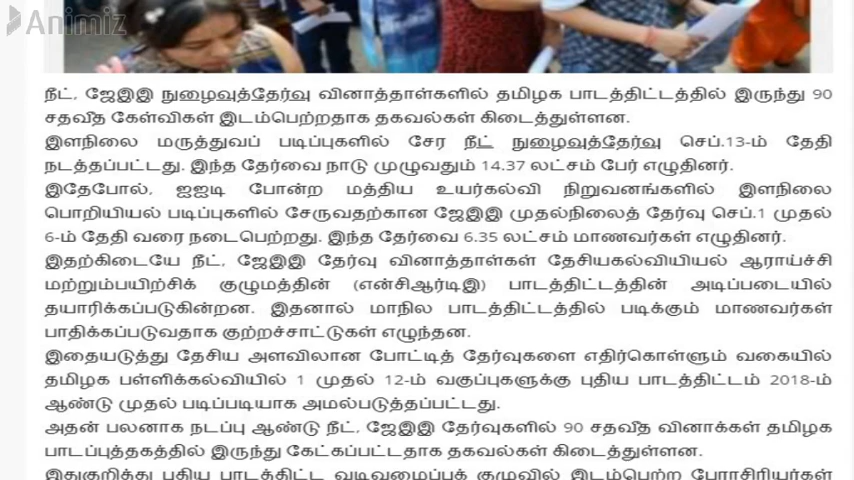 Animiz
நீட், ஜேஇஇ நுழைவுத்தேர்வு வினாத்தாள்களில் தமிழக பாடத்திட்டத்தில் இருந்து 90
சதவீத கேள்விகள் இடம்பெற்றதாக தகவல்கள் கிடைத்துள்ளன.
இளநிலை மருத்துவப் படிப்புகளில் சேர நீட் நுழைவுத்தேர்வு செப்.13-ம் தேதி
நடத்தப்பட்டது. இந்த தேர்வை நாடு முழுவதும் 14.37 லட்சம் பேர் எழுதினர்.
இதேபோல், ஐஐடி போன்ற மத்திய உயர்கல்வி நிறுவனங்களில் இளநிலை
பொறியியல் படிப்புகளில் சேருவதற்கான ஜேஇஇ முதல்நிலைத் தேர்வு செப்.1 முதல்
6-ம் தேதி வரை நடைபெற்றது. இந்த தேர்வை 6.35 லட்சம் மாணவர்கள் எழுதினர்.
இதற்கிடையே நீட், ஜேஇஇ தேர்வு வினாத்தாள்கள் தேசியகல்வியியல் ஆராய்ச்சி
மற்றும்பயிற்சிக் குழுமத்தின் (என்சிஆர்டிஇ) பாடத்திட்டத்தின் அடிப்படையில்
தயாரிக்கப்படுகின்றன. இதனால் மாநில பாடத்திட்டத்தில் படிக்கும் மாணவர்கள்
பாதிக்கப்படுவதாக குற்றச்சாட்டுகள் எழுந்தன.
இதையடுத்து தேசிய அளவிலான போட்டித் தேர்வுகளை எதிர்கொள்ளும் வகையில்
தமிழக பள்ளிக்கல்வியில் 1 முதல் 12-ம் வகுப்புகளுக்கு புதிய பாடத்திட்டம் 2018-ம்
ஆண்டு முதல் படிப்படியாக அமல்படுத்தப்பட்டது.
அதன் பலனாக நடப்பு ஆண்டு நீட், ஜேஇஇ தேர்வுகளில் 90 சதவீத வினாக்கள் தமிழக
பாடப்புத்தகத்தில் இருந்து கேட்கப்பட்டதாக தகவல்கள் கிடைத்துள்ளன.
இதுகுறித்து புதிய பாடத்திட்ட வடிவமைப்புக் குழுவில் இடம்பெற்ற பேராசிரியர்கள்